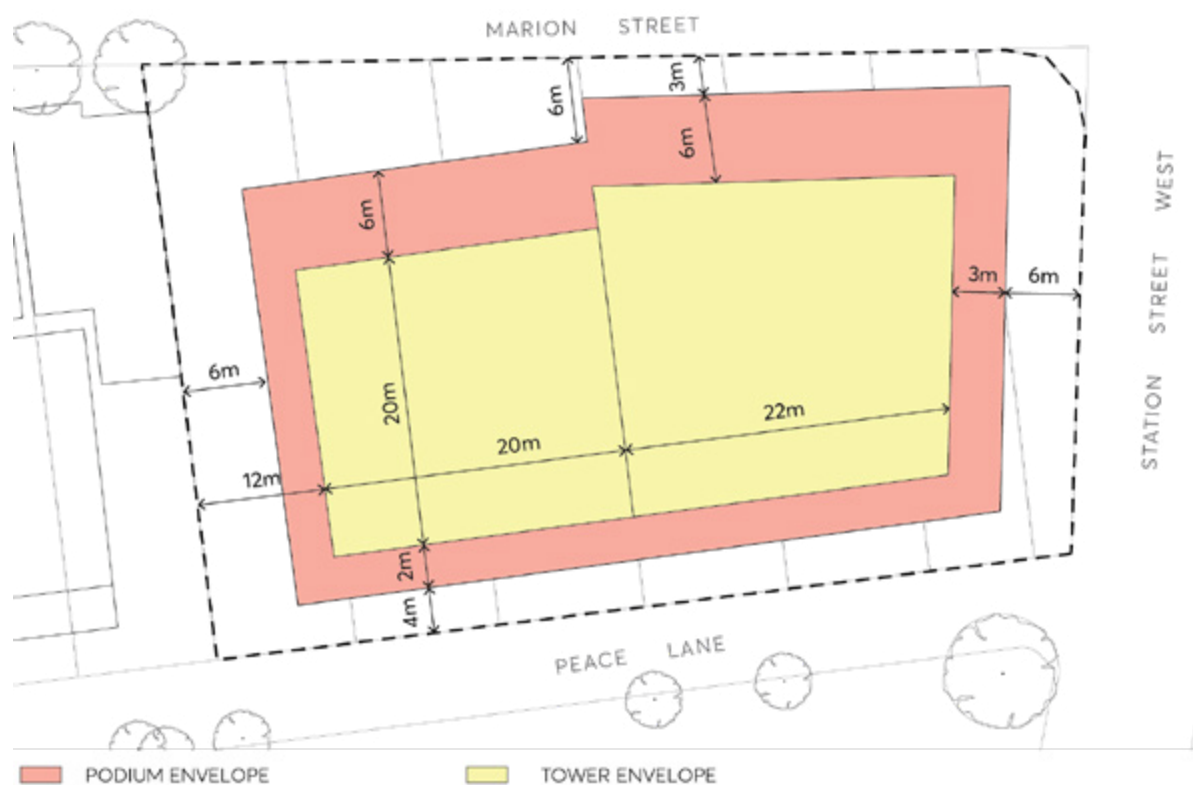 MARION STREET
3m
6m
6m
6m
STATION STREET WEST
3m 6m
6m
20m
22m
20m
12m
2m
4m
PEACE LANE
PODIUM ENVELOPE TOWER ENVELOPE